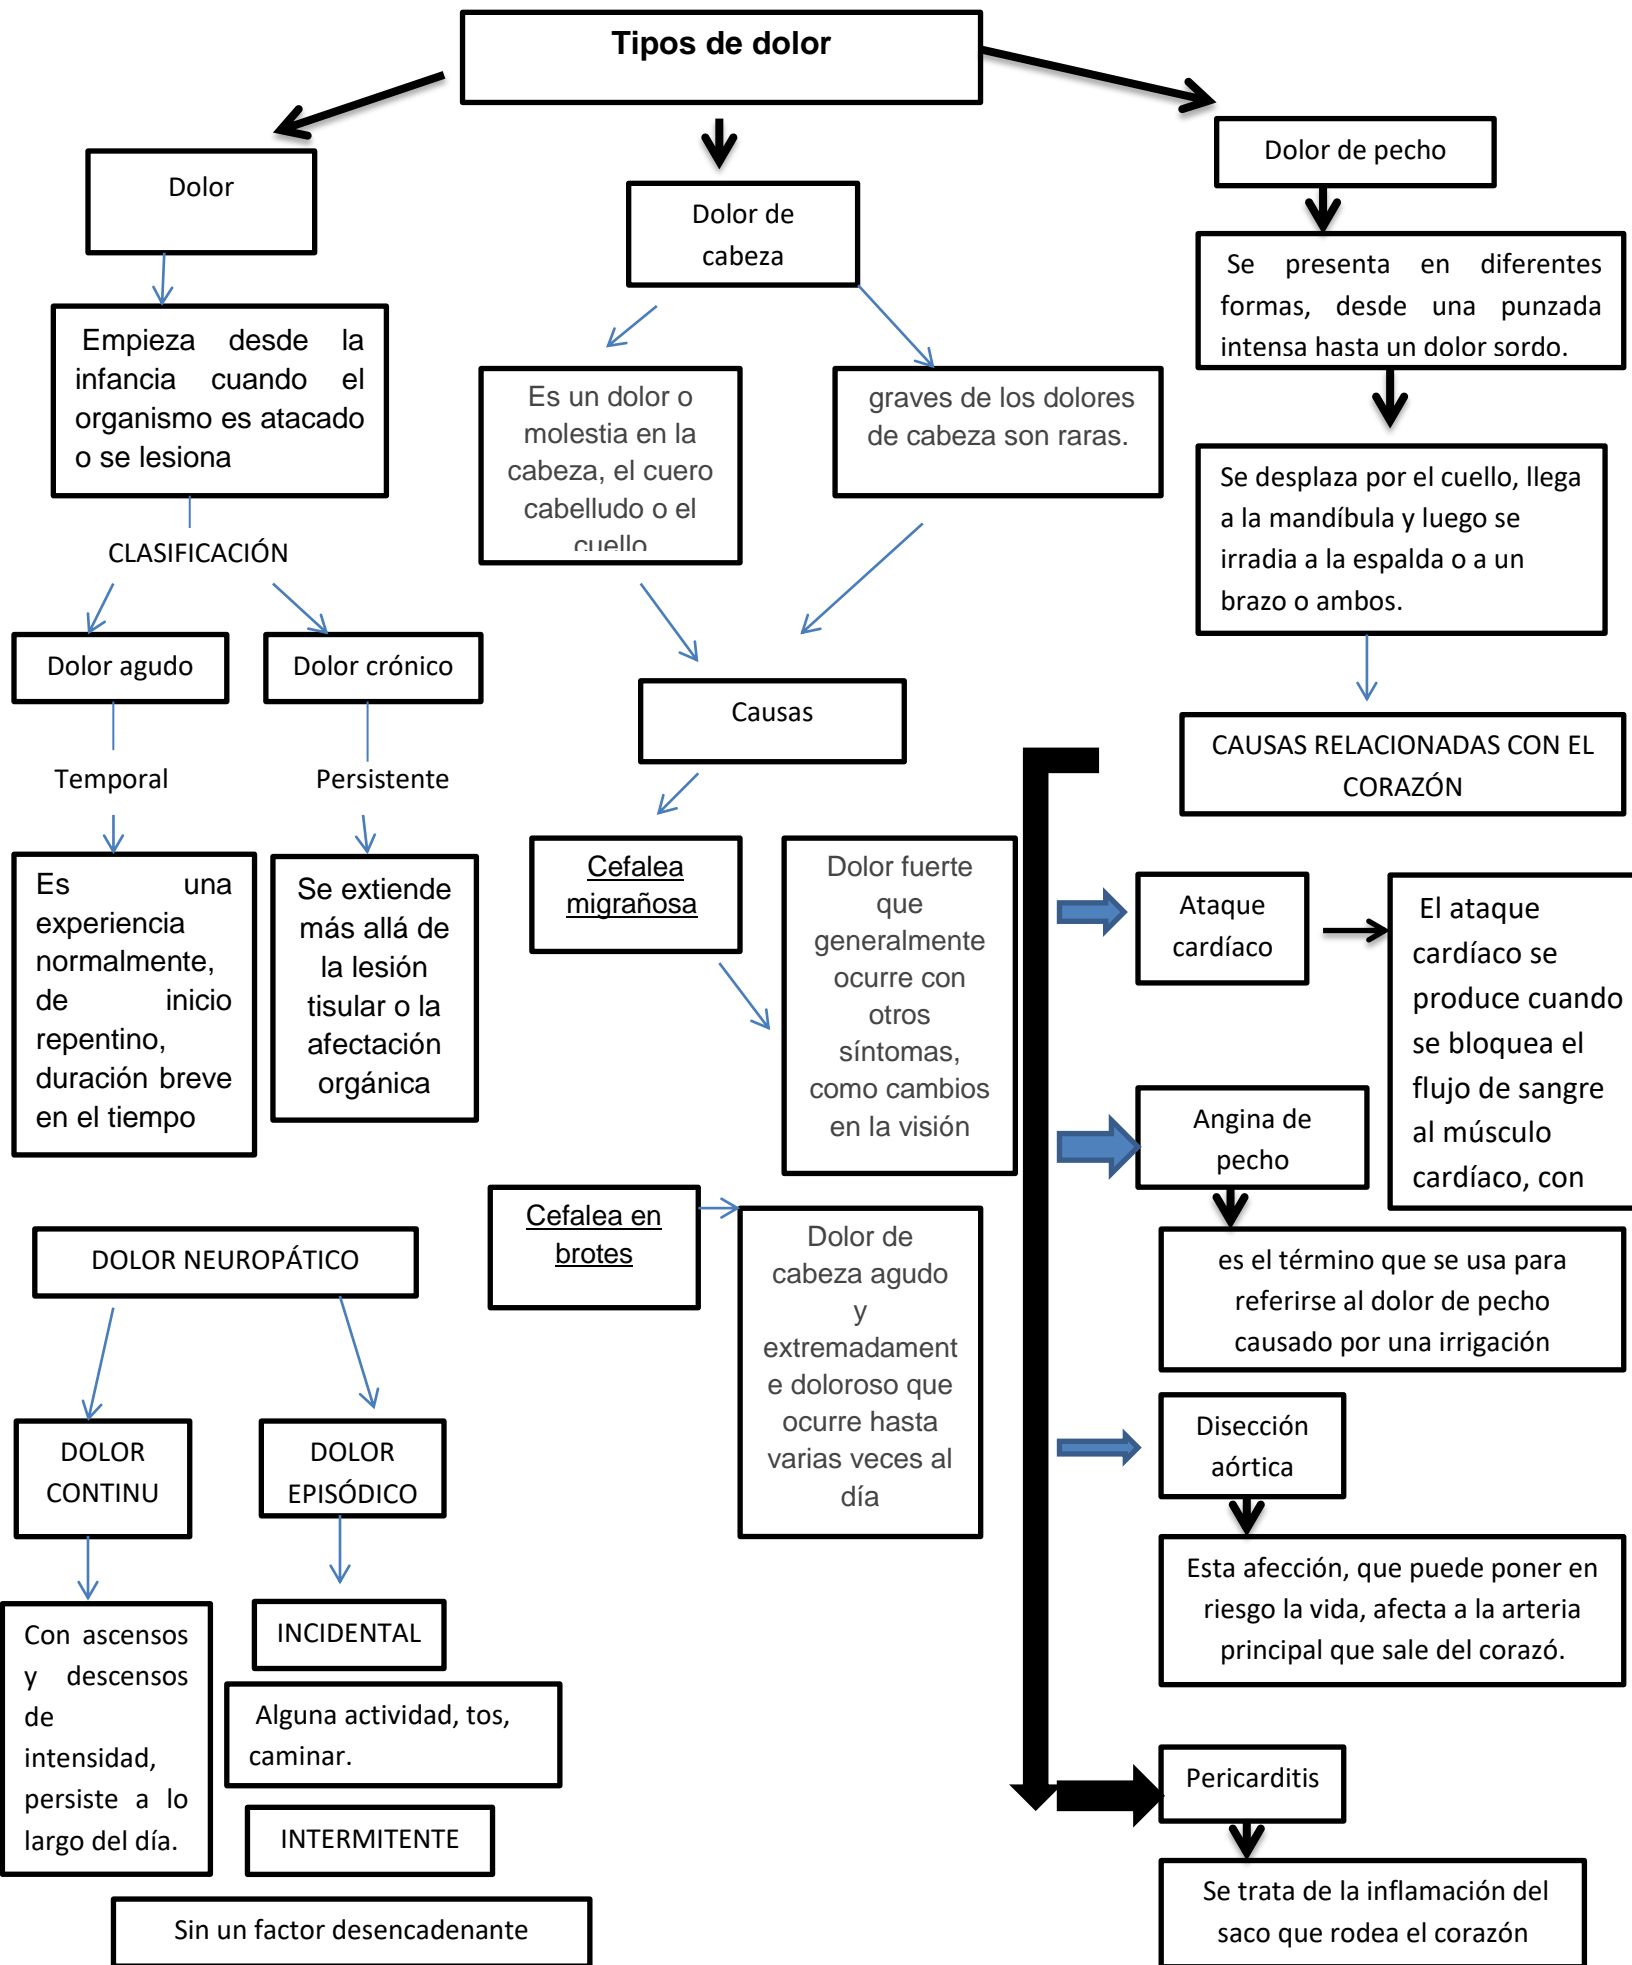 Tipos de dolor
Dolor
Empieza desde la
infancia cuando el
organismo es atacado
o se lesiona
CLASIFICACIÓN
Dolor agudo
Dolor crónico
Temporal
Persistente
Es una
experiencia
normalmente,
de inicio
repentino,
duración breve
en el tiempo
Se extiende
más allá de
la lesión
tisular o la
afectación
orgánica
DOLOR NEUROPÁTICO
DOLOR
CONTINU
DOLOR
EPISÓDICO
Con ascensos
y descensos
de
intensidad,
persiste a lo
largo del día.
INCIDENTAL
Alguna actividad, tos,
caminar.
INTERMITENTE
Sin un factor desencadenante
Dolor de
cabeza
Es un dolor o
molestia en la
cabeza, el cuero
cabelludo o el
cuello
graves de los dolores
de cabeza son raras.
Causas
Cefalea
migrañosa
Dolor fuerte
que
generalmente
ocurre con
otros
síntomas,
como cambios
en la visión
Cefalea en
brotes
Dolor de
cabeza agudo
y
extremadament
e doloroso que
ocurre hasta
varias veces al
día
Dolor de pecho
Se presenta en diferentes
formas, desde una punzada
intensa hasta un dolor sordo.
Se desplaza por el cuello, llega
a la mandíbula y luego se
irradia a la espalda o a un
brazo o ambos.
CAUSAS RELACIONADAS CON EL
CORAZÓN
Ataque
cardíaco
El ataque
cardíaco se
produce cuando
se bloquea el
flujo de sangre
al músculo
cardíaco, con
Angina de
pecho
es el término que se usa para
referirse al dolor de pecho
causado por una irrigación
Disección
aórtica
Esta afección, que puede poner en
riesgo la vida, afecta a la arteria
principal que sale del corazó.
Pericarditis
Se trata de la inflamación del
saco que rodea el corazón